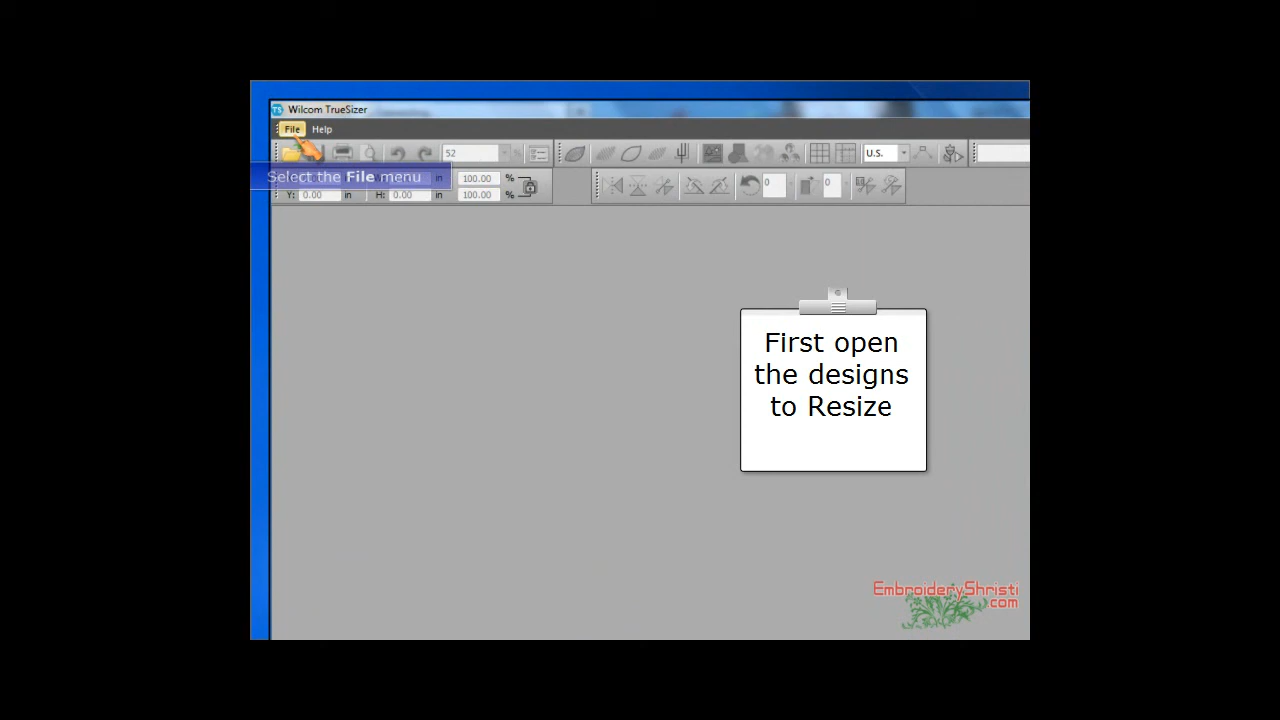 Wilcom TrueSizer
File Help
52 %
U.S.
Select the File menu
in 100.00 %
0 0
Y: 0.00 in H: 0.00 in 100.00 %
First open
the designs
to Resize
EmbroideryShristi
.com